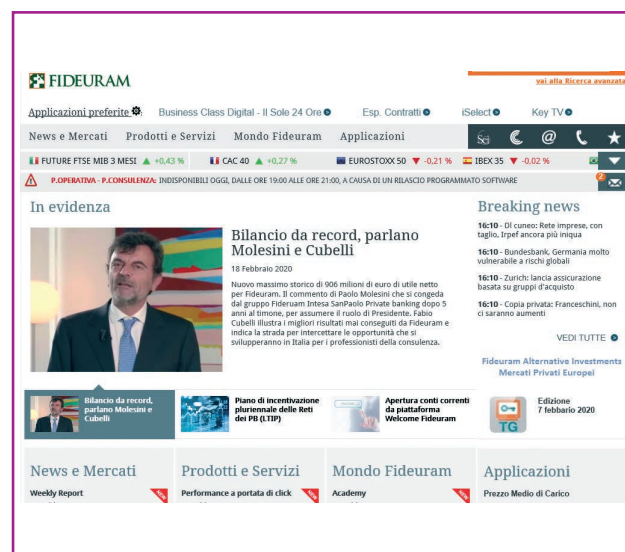 FIDEURAM
vai alla Ricerca avanzata
Applicazioni preferite
Business Class Digital - Il Sole 24 Ore
Esp. Contratti
iSelect
Key TV
News e Mercati
Prodotti e Servizi
Mondo Fideuram
Applicazioni
Sei
@
FUTURE FTSE MIB 3 MESI ▲ +0,43 %
CAC 40 ▲ +0,27 %
EUROSTOXX 50 ▼ -0,21 %
IBEX 35 ▼ -0,02 %
P.OPERATIVA - P.CONSULENZA: INDISPONIBILI OGGI, DALLE ORE 19:00 ALLE ORE 21:00, A CAUSA DI UN RILASCIO PROGRAMMATO SOFTWARE
2
In evidenza
Bilancio da record, parlano
Molesini e Cubelli
18 Febbraio 2020
Nuovo massimo storico di 906 milioni di euro di utile netto
per Fideuram. Il commento di Paolo Molesini che si congeda
dal gruppo Fideruam Intesa SanPaolo Private banking dopo 5
anni al timone, per assumere il ruolo di Presidente. Fabio
Cubelli illustra i migliori risultati mai conseguiti da Fideuram e
indica la strada per intercettare le opportunità che si
svilupperanno in Italia per i professionisti della consulenza.
Breaking news
16:10 - Dl cuneo: Rete imprese, con
taglio, Irpef ancora più iniqua
16:10 - Bundesbank, Germania molto
vulnerabile a rischi globali
16:10 - Zurich: lancia assicurazione
basata su gruppi d'acquisto
16:10 - Copia privata: Franceschini, non
ci saranno aumenti
VEDI TUTTE
Fideuram Alternative Investments
Mercati Privati Europei
Bilancio da record,
parlano Molesini e
Cubelli
Piano di incentivazione
pluriennale delle Reti
dei PB (LTIP)
Apertura conti correnti
da piattaforma
Welcome Fideuram
TG
Edizione
7 febbario 2020
News e Mercati
Weekly Report
NEW
Prodotti e Servizi
Performance a portata di click
NEW
Mondo Fideuram
Academy
NEW
Applicazioni
Prezzo Medio di Carico